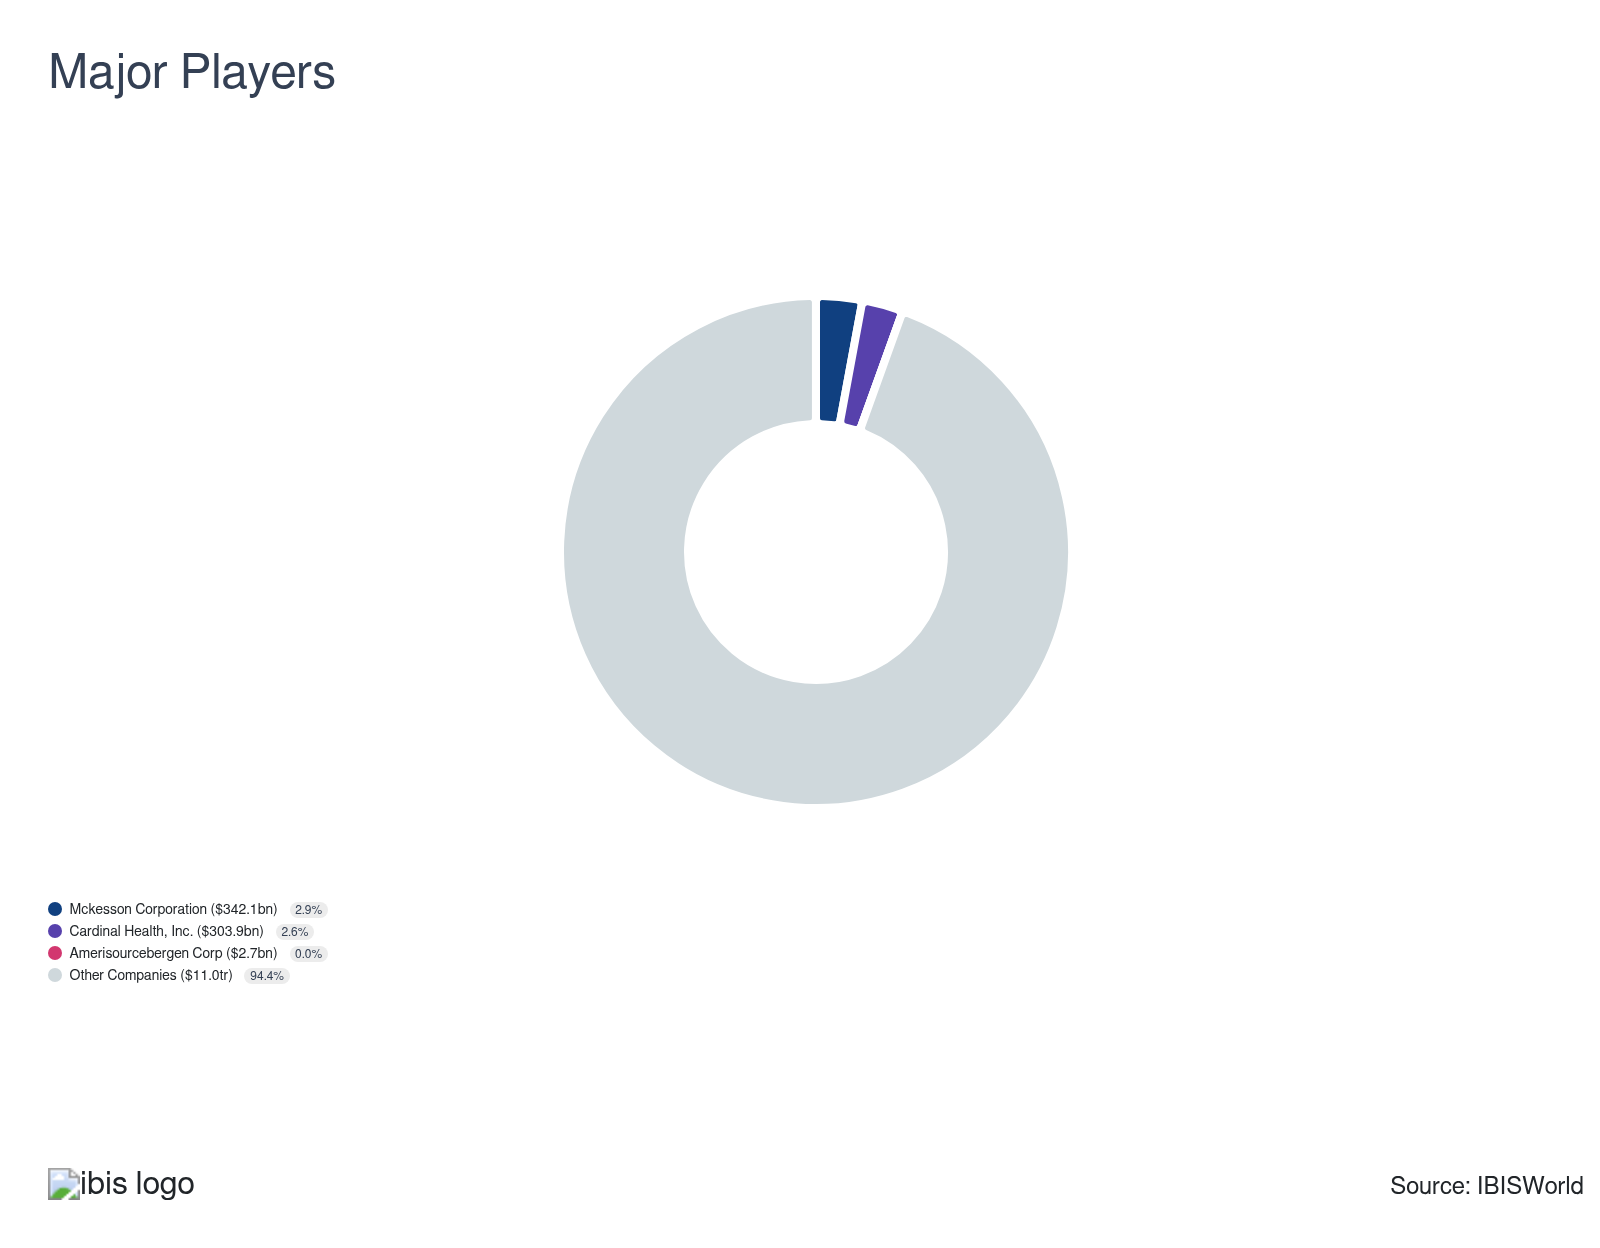 Major Players
Mckesson Corporation ($342.1bn) 2.9%
Cardinal Health, Inc. ($303.9bn) 2.6%
Amerisourcebergen Corp ($2.7bn) 0.0%
Other Companies ($11.0tr) 94.4%
ibis logo
Source: IBISWorld